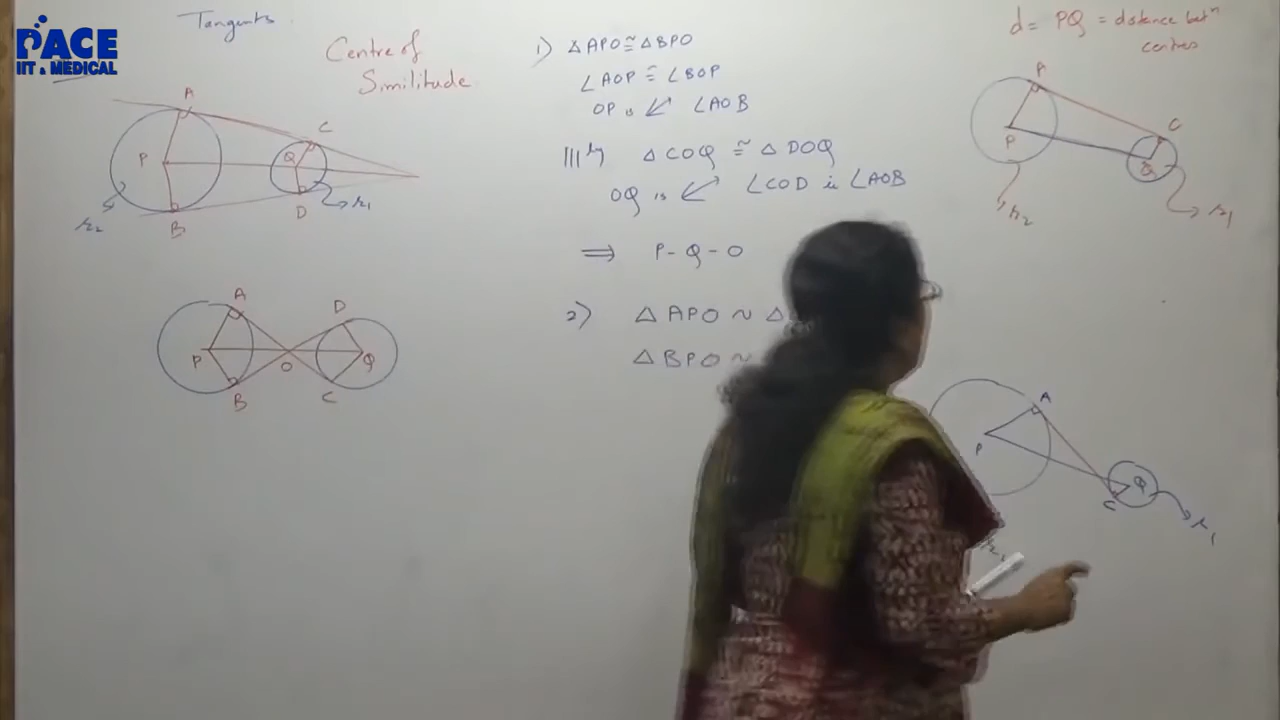 PACE
IIT & MEDICAL
Tangents
Centre of
Similitude
A
C
P
Q
D
B
r₂
r₁
A
D
P
O
Q
B
C
1) △APO ≅ △BPO
∠AOP ≅ ∠BOP
OP is ∠AOB
|||ly △COQ ≅ △DOQ
OQ is ∠COD i.e ∠AOB
⟹ P-Q-O
2) △APO ~ △
△BPO ~
d = PQ = distance betⁿ
centres
C
P
Q
r₂
r₁
A
P
Q
C
r₁